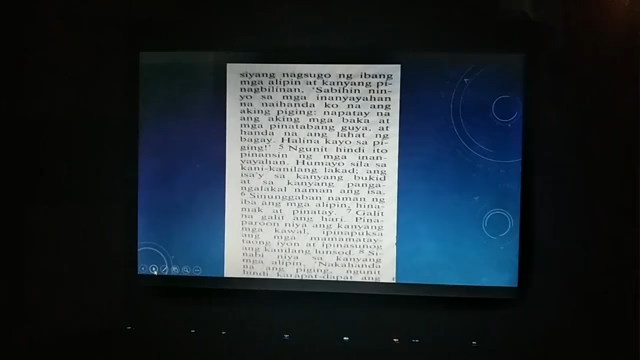 siyang nagsugo ng ibang
mga alipin at kanyang pi-
nagbilinan, 'Sabihin nin-
yo sa mga inanyayahan
na naihanda ko na ang
aking piging: napatay na
ang aking mga baka at
mga pinatabang guya, at
handa na ang lahat ng
bagay. Halina kayo sa pi-
ging!' 5 Ngunit hindi ito
pinansin ng mga inan-
yayahan. Humayo sila sa
kani-kanilang lakad; ang
isa'y sa kanyang bukid
at sa kanyang panga-
ngalakal naman ang isa.
6 Sinunggaban naman ng
iba ang mga alipin, hina-
mak at pinatay. 7 Galit
na galit ang hari. Pina-
paroon niya ang kanyang
mga kawal, ipinapuksa
ang mga mamamatay-
taong iyon at ipinasunog
ang kanilang lunsod. 8 Si-
nabi niya sa kanyang
mga alipin, 'Nakahanda
na ang piging, ngunit
hindi karapat-dapat ang